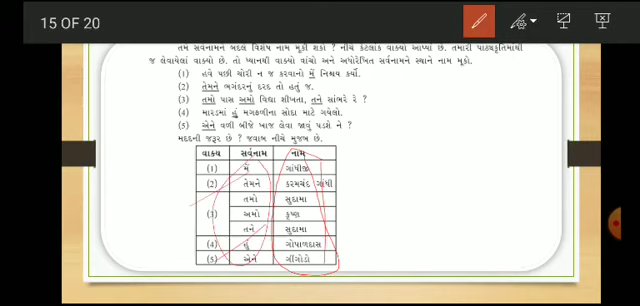 15 OF 20
તમે સર્વનામને બદલે વિશેષ નામ મૂકી શકો ? નીચે કેટલાંક વાક્યો આપ્યાં છે. તમારી પાઠ્યકૃતિમાંથી
જ લેવાયેલાં વાક્યો છે. તો ધ્યાનથી વાક્યો વાંચો અને અધોરેખિત સર્વનામને સ્થાને નામ મૂકો.
(1) હવે પછી ચોરી ન જ કરવાનો મેં નિશ્ચય કર્યો.
(2) તેમને ભગંદરનું દરદ તો હતું જ.
(3) તમો પાસ અમો વિદ્યા શીખતા, તને સાંભરે રે ?
(4) મારડમાં હું મગફળીના સોદા માટે ગયેલો.
(5) એને વળી બીજે ખાજ લેવા જાવું પડશે ને ?
મદદની જરૂર છે ? જવાબ નીચે મુજબ છે.
વાક્ય સર્વનામ નામ
(1) મેં ગાંધીજી
(2) તેમને કરમચંદ ગાંધી
તમો સુદામા
(3) અમો કૃષ્ણ
તને સુદામા
(4) હું ગોપાળદાસ
(5) એને ગીંગોડો